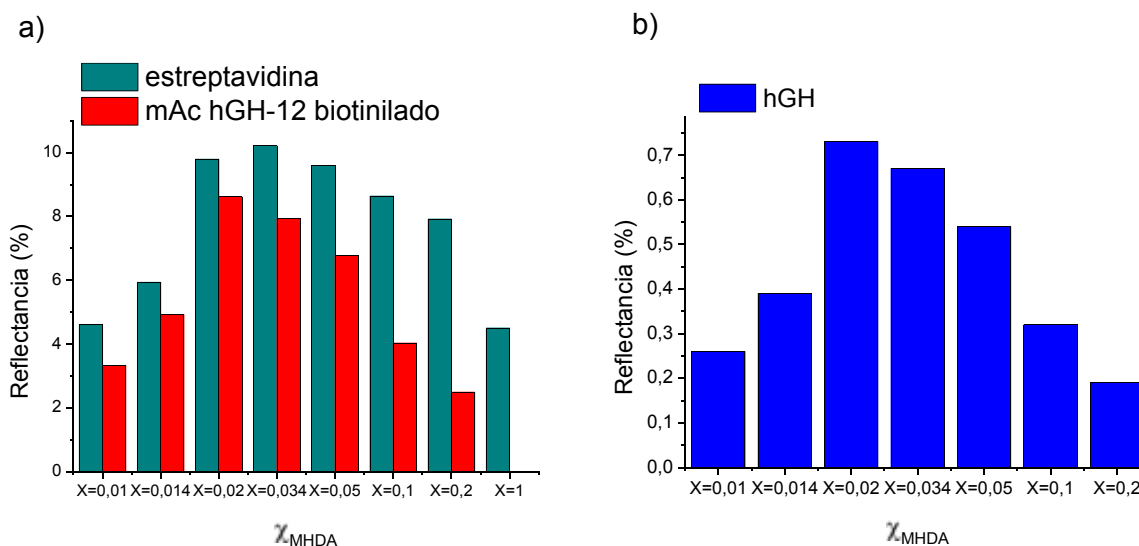 a)
estreptavidina
mAc hGH-12 biotinilado
Reflectancia (%)
10
8
6
4
2
0
X=0,01 X=0,014 X=0,02 X=0,034 X=0,05 X=0,1 X=0,2 X=1
χMHDA
b)
hGH
Reflectancia (%)
0,7
0,6
0,5
0,4
0,3
0,2
0,1
0,0
X=0,01 X=0,014 X=0,02 X=0,034 X=0,05 X=0,1 X=0,2
χMHDA